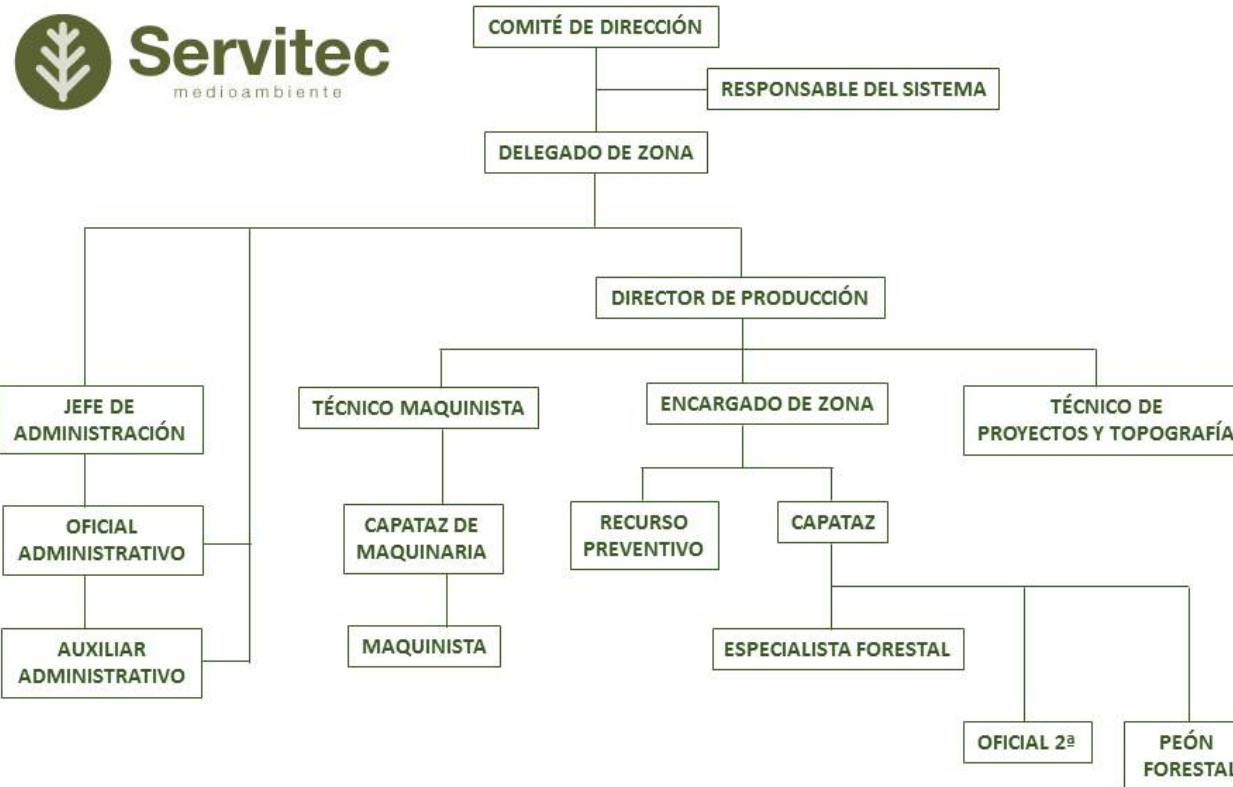 Servitec
medioambiente
COMITÉ DE DIRECCIÓN
RESPONSABLE DEL SISTEMA
DELEGADO DE ZONA
DIRECTOR DE PRODUCCIÓN
JEFE DE
ADMINISTRACIÓN
TÉCNICO MAQUINISTA
ENCARGADO DE ZONA
TÉCNICO DE
PROYECTOS Y TOPOGRAFÍA
OFICIAL
ADMINISTRATIVO
CAPATAZ DE
MAQUINARIA
RECURSO
PREVENTIVO
CAPATAZ
AUXILIAR
ADMINISTRATIVO
MAQUINISTA
ESPECIALISTA FORESTAL
OFICIAL 2ª
PEÓN
FORESTAL